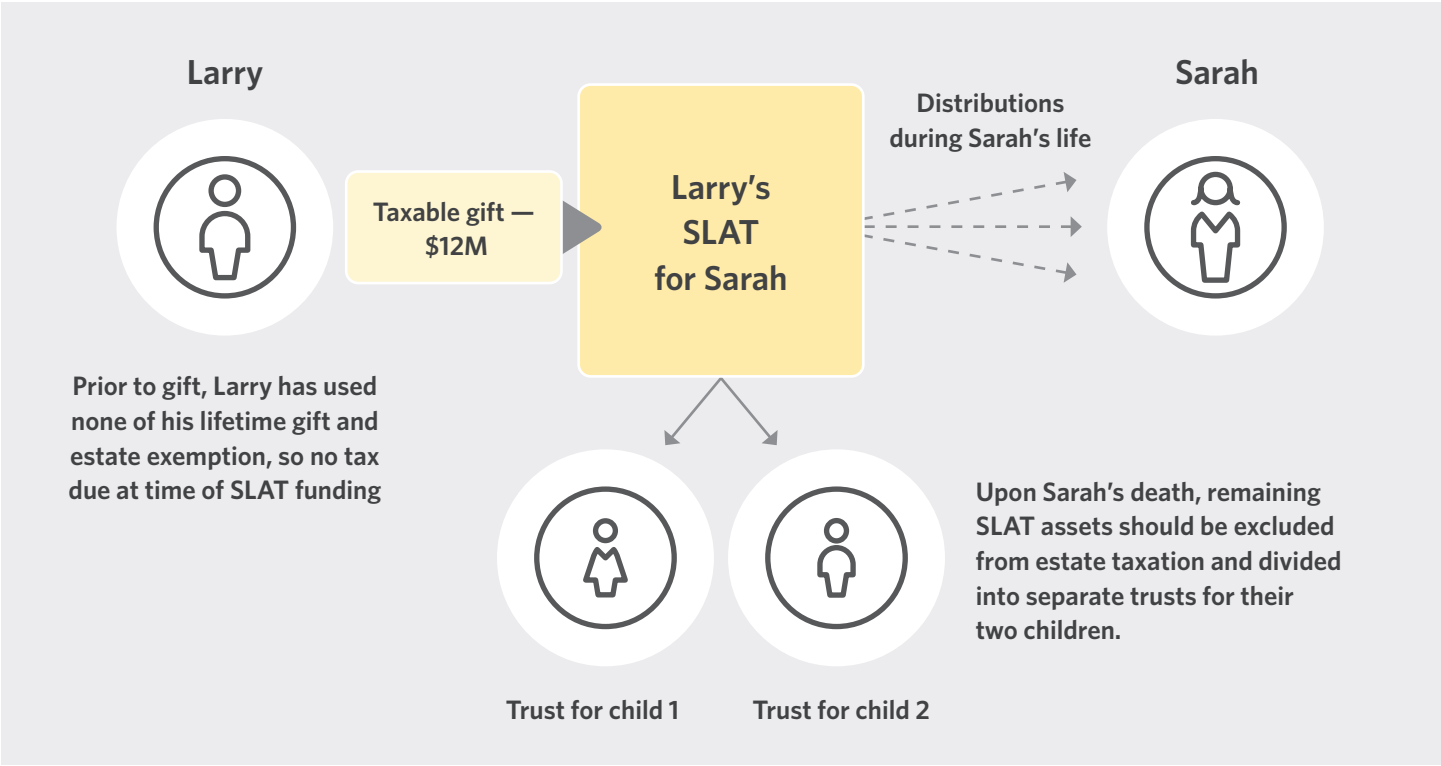 Larry
Taxable gift —
$12M
Prior to gift, Larry has used
none of his lifetime gift and
estate exemption, so no tax
due at time of SLAT funding
Larry’s
SLAT
for Sarah
Distributions
during Sarah’s life
Sarah
Trust for child 1
Trust for child 2
Upon Sarah’s death, remaining
SLAT assets should be excluded
from estate taxation and divided
into separate trusts for their
two children.